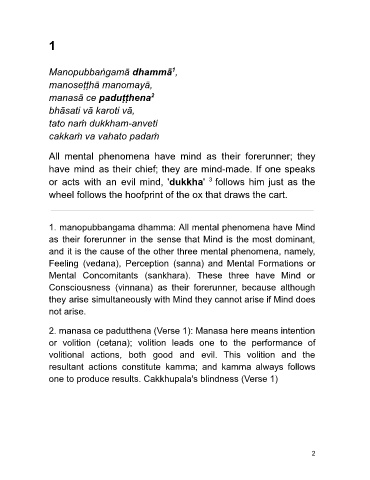 1
Manopubbaṅgamā dhammā¹,
manoseṭṭhā manomayā,
manasā ce paduṭṭhena²
bhāsati vā karoti vā,
tato naṁ dukkham-anveti
cakkaṁ va vahato padaṁ
All mental phenomena have mind as their forerunner; they
have mind as their chief; they are mind-made. If one speaks
or acts with an evil mind, 'dukkha' ³ follows him just as the
wheel follows the hoofprint of the ox that draws the cart.
1. manopubbangama dhamma: All mental phenomena have Mind
as their forerunner in the sense that Mind is the most dominant,
and it is the cause of the other three mental phenomena, namely,
Feeling (vedana), Perception (sanna) and Mental Formations or
Mental Concomitants (sankhara). These three have Mind or
Consciousness (vinnana) as their forerunner, because although
they arise simultaneously with Mind they cannot arise if Mind does
not arise.
2. manasa ce padutthena (Verse 1): Manasa here means intention
or volition (cetana); volition leads one to the performance of
volitional actions, both good and evil. This volition and the
resultant actions constitute kamma; and kamma always follows
one to produce results. Cakkhupala's blindness (Verse 1)
2